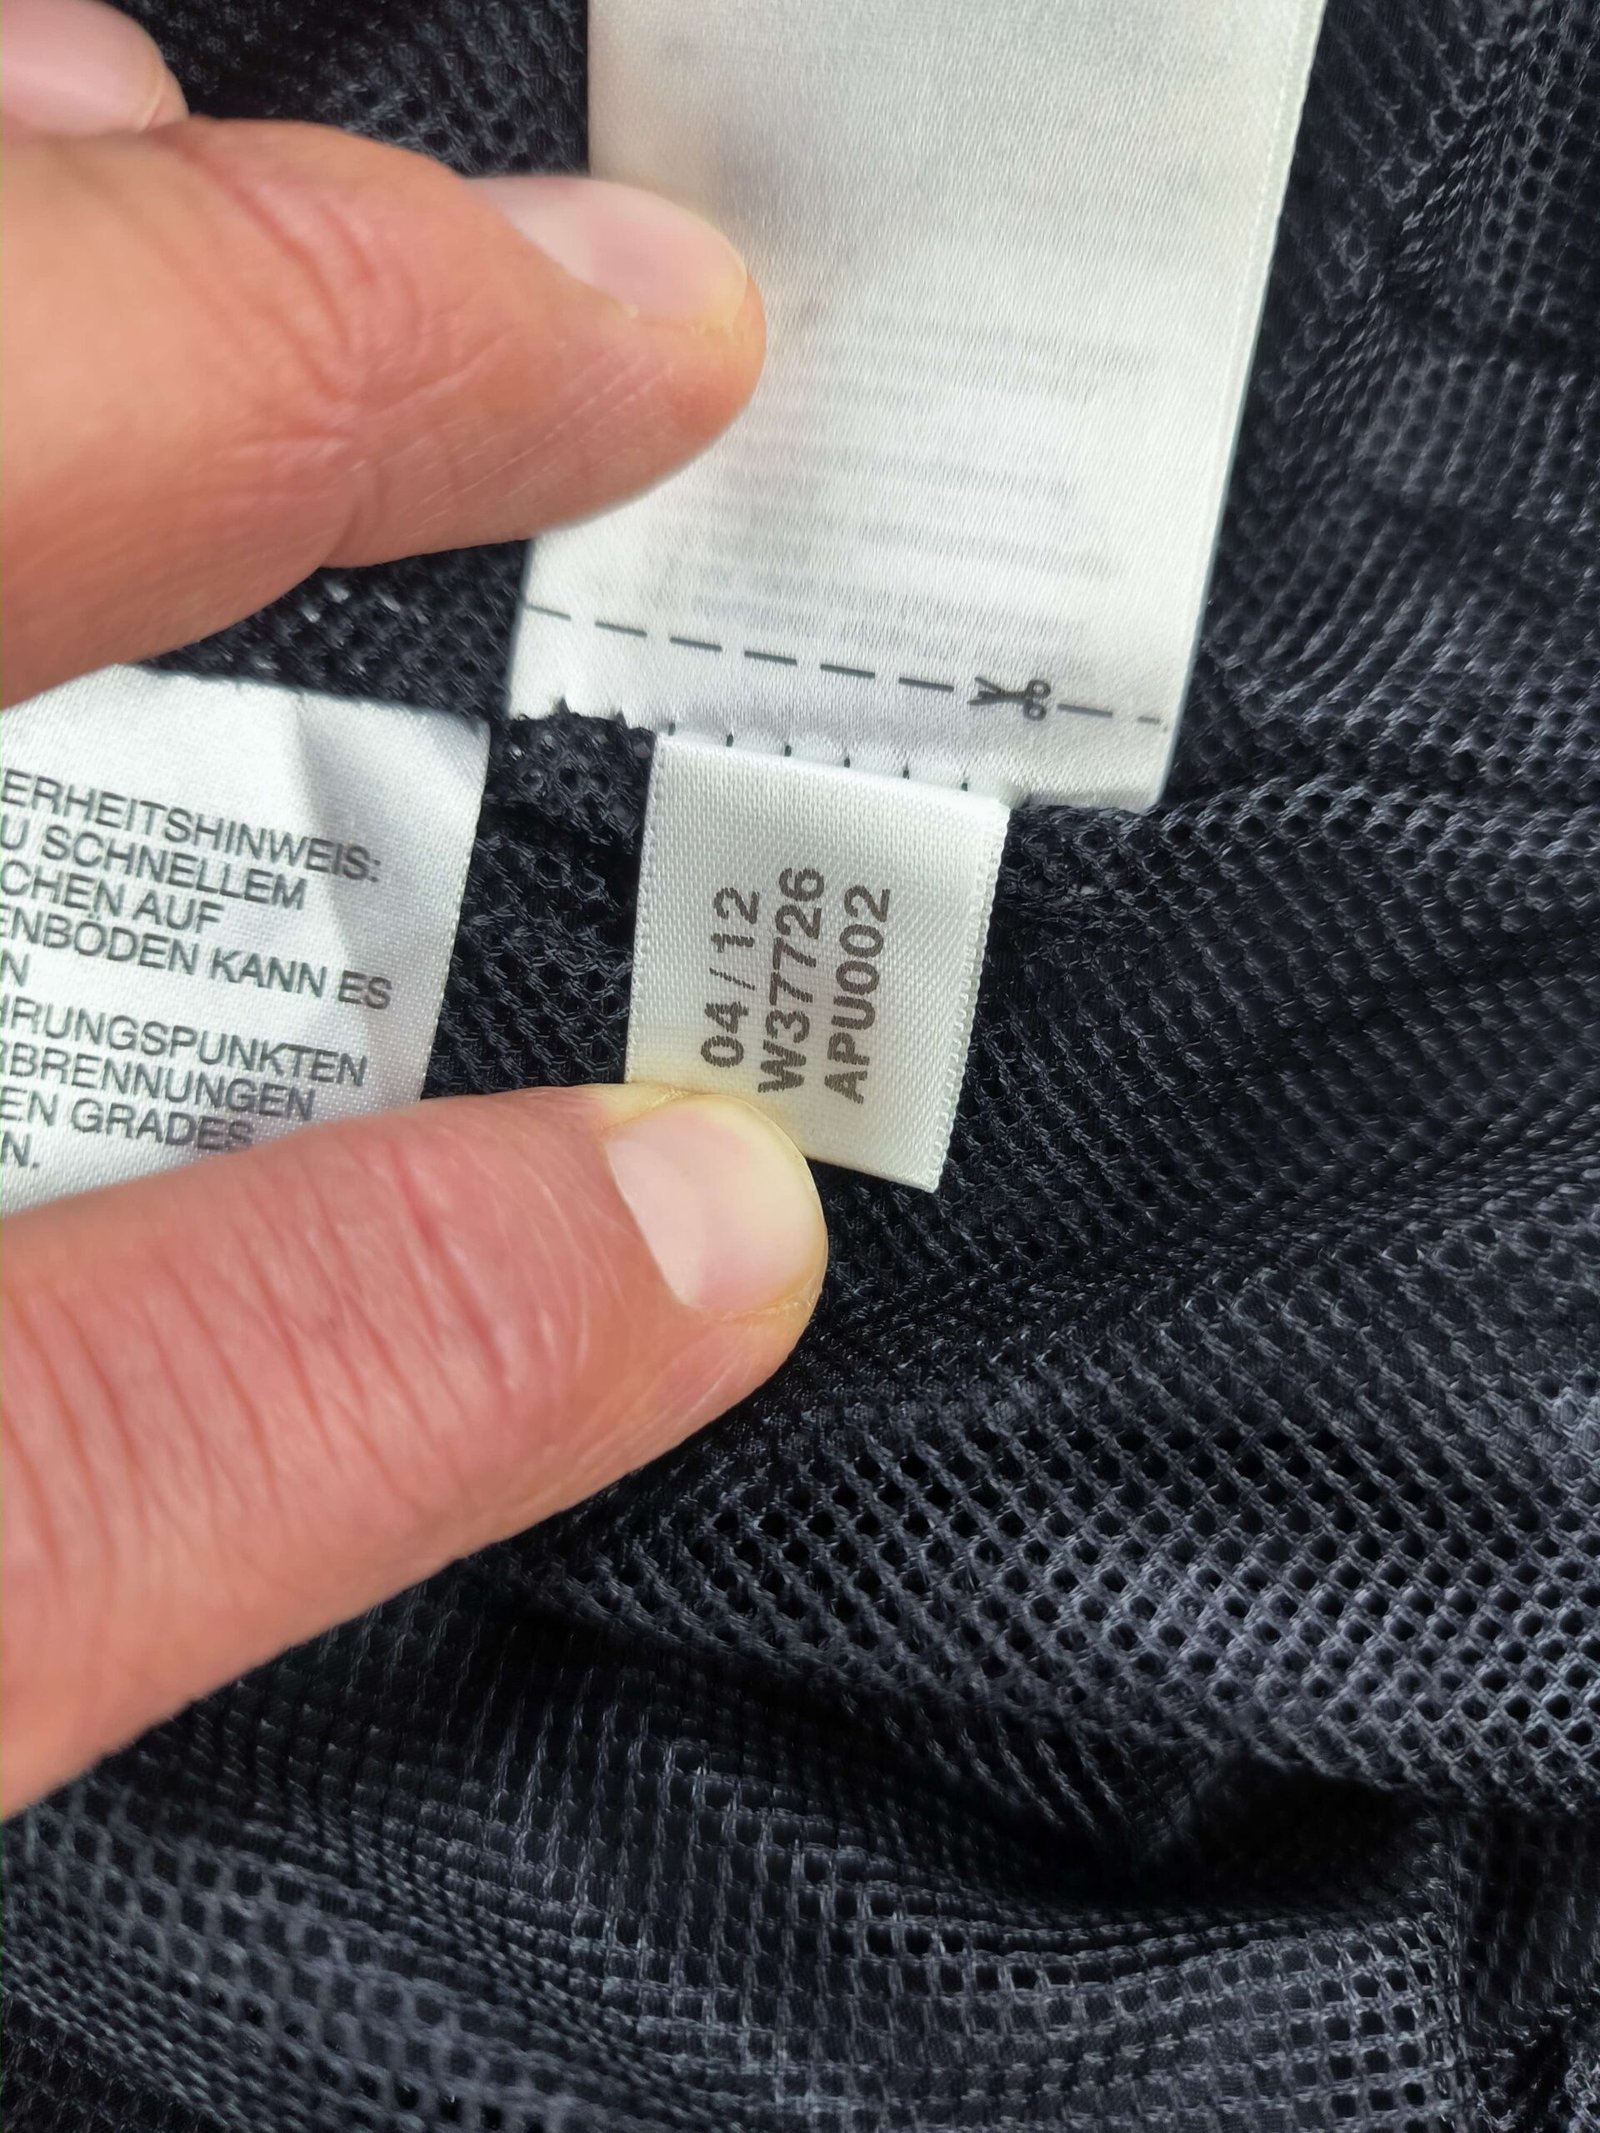 ERHEITSHINWEIS:
U SCHNELLEM
CHEN AUF
ENBÖDEN KANN ES
N
HRUNGSPUNKTEN
RBRENNUNGEN
EN GRADES
N.
04/12
W37726
APU002